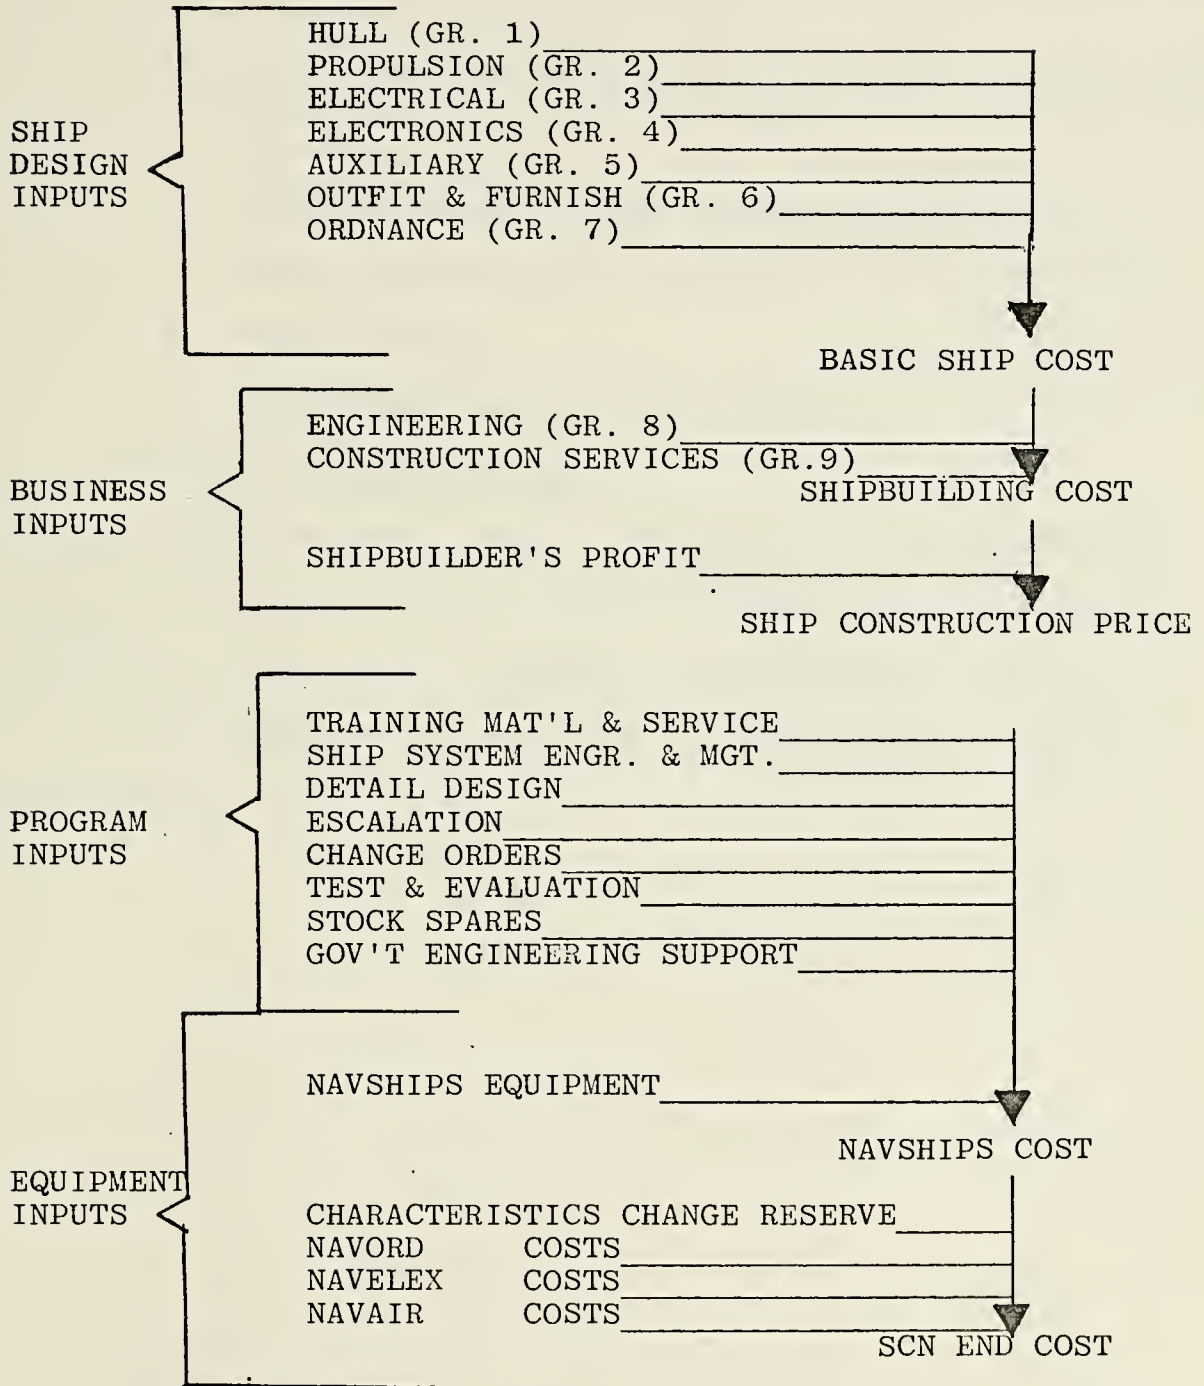 HULL (GR. 1)
PROPULSION (GR. 2)
ELECTRICAL (GR. 3)
SHIP
DESIGN
INPUTS
ELECTRONICS (GR. 4)
AUXILIARY (GR. 5)
OUTFIT & FURNISH (GR. 6)
ORDNANCE (GR. 7)
BASIC SHIP COST
ENGINEERING (GR. 8)
CONSTRUCTION SERVICES (GR.9)
BUSINESS
INPUTS
SHIPBUILDING COST
SHIPBUILDER'S PROFIT
SHIP CONSTRUCTION PRICE
TRAINING MAT'L & SERVICE
SHIP SYSTEM ENGR. & MGT.
DETAIL DESIGN
PROGRAM
INPUTS
ESCALATION
CHANGE ORDERS
TEST & EVALUATION
STOCK SPARES
GOV'T ENGINEERING SUPPORT
NAVSHIPS EQUIPMENT
NAVSHIPS COST
EQUIPMENT
INPUTS
CHARACTERISTICS CHANGE RESERVE
NAVORD COSTS
NAVELEX COSTS
NAVAIR COSTS
SCN END COST